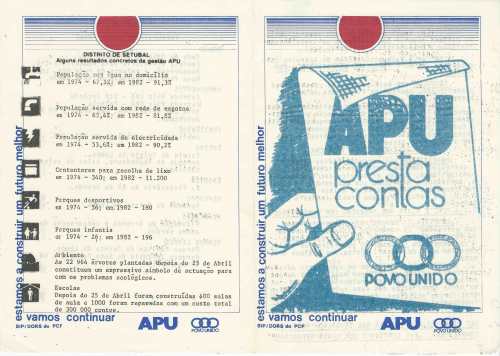 DISTRITO DE SETUBAL
Alguns resultados concretos da gestão APU
População com água no domicílio
em 1974 - 67,3%; em 1982 - 91,3%
População servida com rede de esgotos
em 1974 - 62,4%; em 1982 - 81,8%
População servida de electricidade
em 1974 - 53,6%; em 1982 - 90,2%
Contentores para recolha de lixo
em 1974 - 340; em 1982 - 11.200
Parques desportivos
em 1974 - 36; em 1982 - 180
Parques infantis
em 1974 - 26; em 1982 - 196
Ambiente
As 22 964 árvores plantadas depois do 25 de Abril
constituem um expressivo símbolo de actuação para
com os problemas ecológicos.
Escolas
Depois do 25 de Abril foram construídas 600 salas
de aula e 1000 foram reparadas com um custo total
de 300 000 contos.
estamos a construir um futuro melhor
vamos continuar
DIP/DORS do PCP
APU
POVO UNIDO
APU
presta
contas
POVO UNIDO
estamos a construir um futuro melhor
vamos continuar
DIP/DORS do PCP
APU
POVO UNIDO